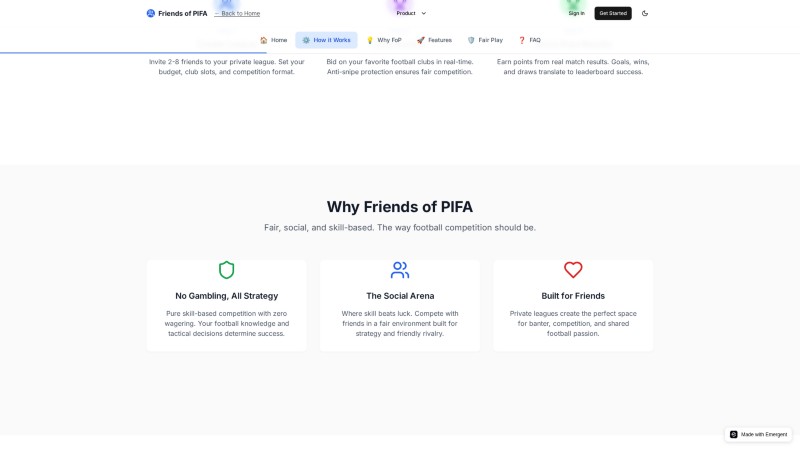 Friends of PIFA
← Back to Home
Product
Sign In
Get Started
Home
How It Works
Why FoP
Features
Fair Play
FAQ
Invite 2-8 friends to your private league. Set your
budget, club slots, and competition format.
Bid on your favorite football clubs in real-time.
Anti-snipe protection ensures fair competition.
Earn points from real match results. Goals, wins,
and draws translate to leaderboard success.
Why Friends of PIFA
Fair, social, and skill-based. The way football competition should be.
No Gambling, All Strategy
Pure skill-based competition with zero
wagering. Your football knowledge and
tactical decisions determine success.
The Social Arena
Where skill beats luck. Compete with
friends in a fair environment built for
strategy and friendly rivalry.
Built for Friends
Private leagues create the perfect space
for banter, competition, and shared
football passion.
Made with Emergent